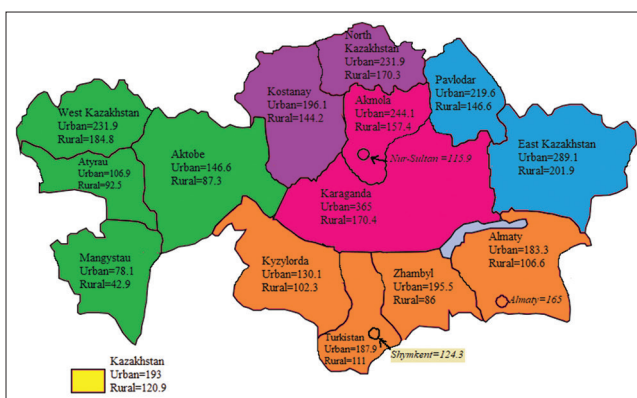 North
Kazakhstan
Urban=231.9
Rural=170.3
Kostanay
Urban=196.1
Rural=144.2
Akmola
Urban=244.1
Rural=157.4
Nur-Sultan =115.9
Pavlodar
Urban=219.6
Rural=146.6
West Kazakhstan
Urban=231.9
Rural=184.8
Atyrau
Urban=106.9
Rural=92.5
Aktobe
Urban=146.6
Rural=87.3
Mangystau
Urban=78.1
Rural=42.9
Karaganda
Urban=365
Rural=170.4
East Kazakhstan
Urban=289.1
Rural=201.9
Kyzylorda
Urban=130.1
Rural=102.3
Zhambyl
Urban=195.5
Rural=86
Almaty
Urban=183.3
Rural=106.6
Almaty=165
Turkistan
Urban=187.9
Rural=111
Shymkent=124.3
Kazakhstan
Urban=193
Rural=120.9